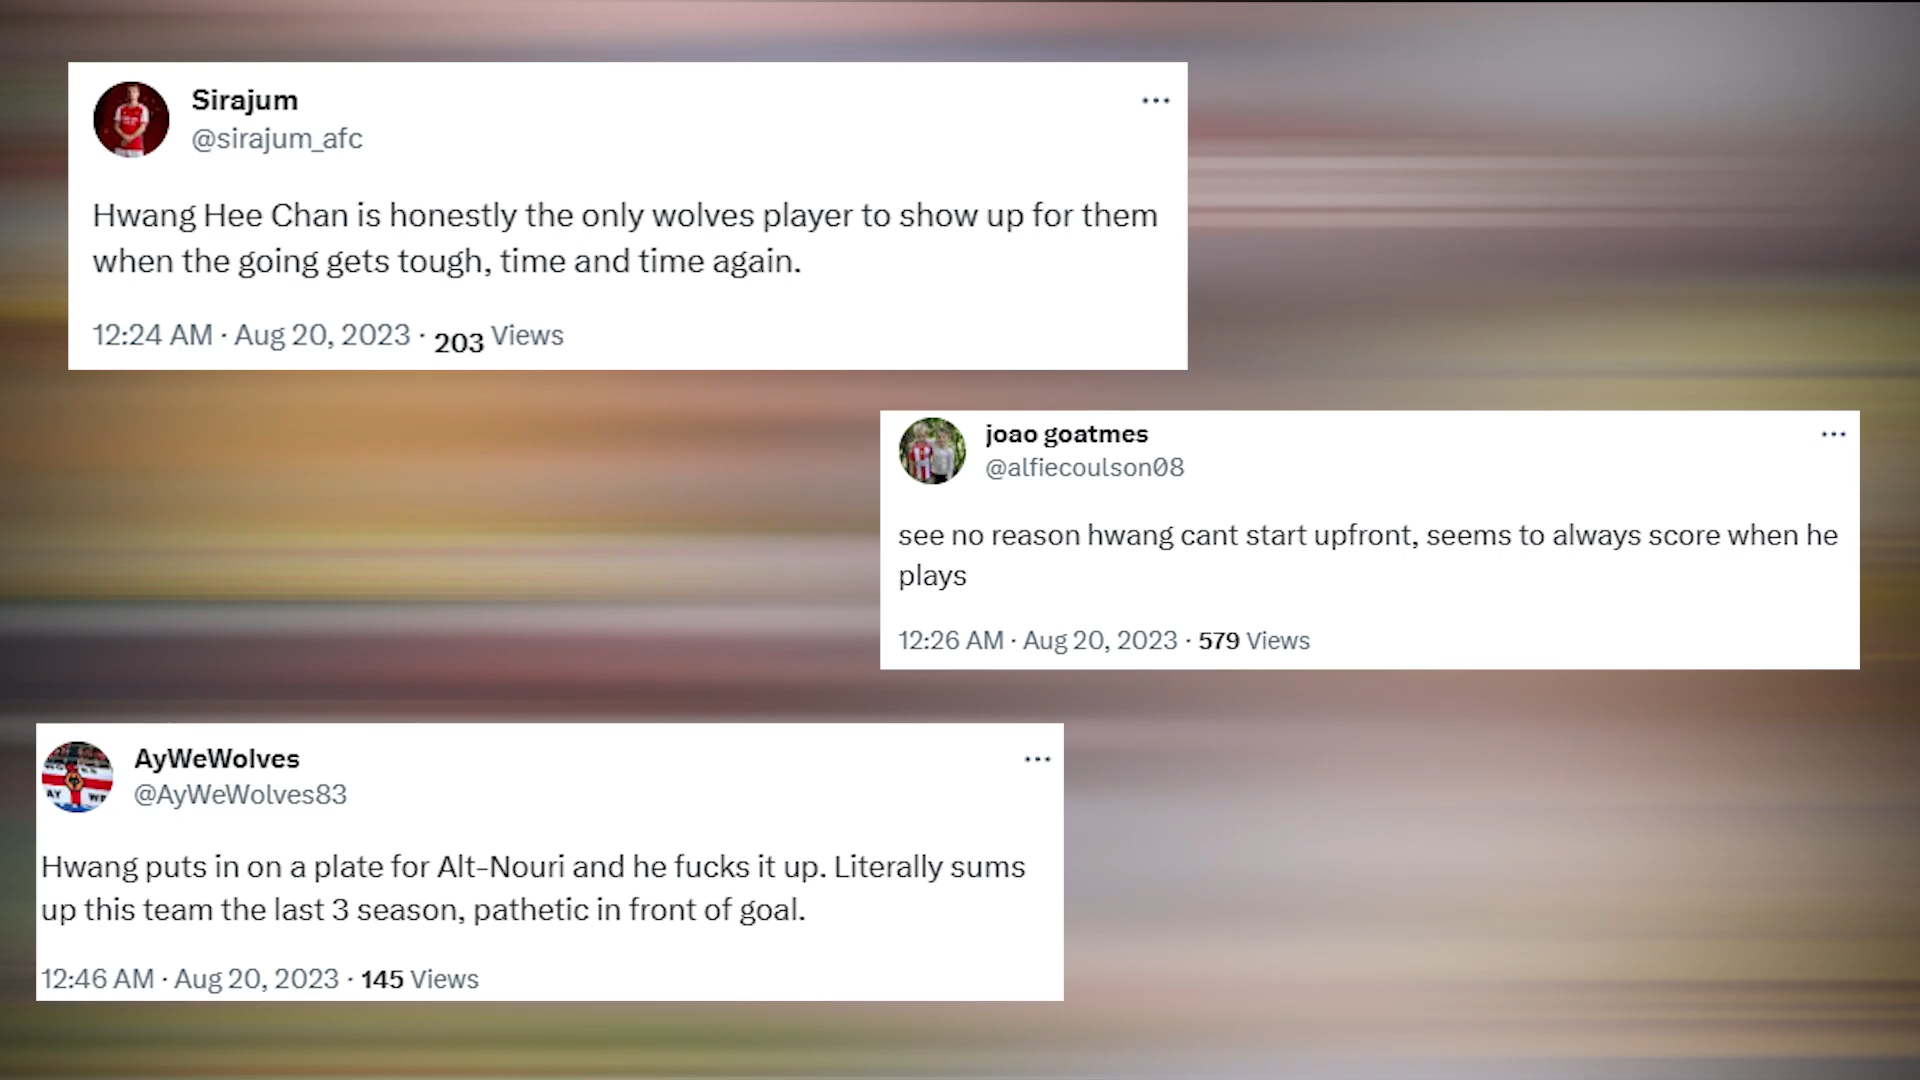 Sirajum
@sirajum_afc
Hwang Hee Chan is honestly the only wolves player to show up for them
when the going gets tough, time and time again.
12:24 AM · Aug 20, 2023 · 203 Views
joao goatmes
@alfiecoulson08
see no reason hwang cant start upfront, seems to always score when he
plays
12:26 AM · Aug 20, 2023 · 579 Views
AyWeWolves
@AyWeWolves83
Hwang puts in on a plate for Alt-Nouri and he fucks it up. Literally sums
up this team the last 3 season, pathetic in front of goal.
12:46 AM · Aug 20, 2023 · 145 Views